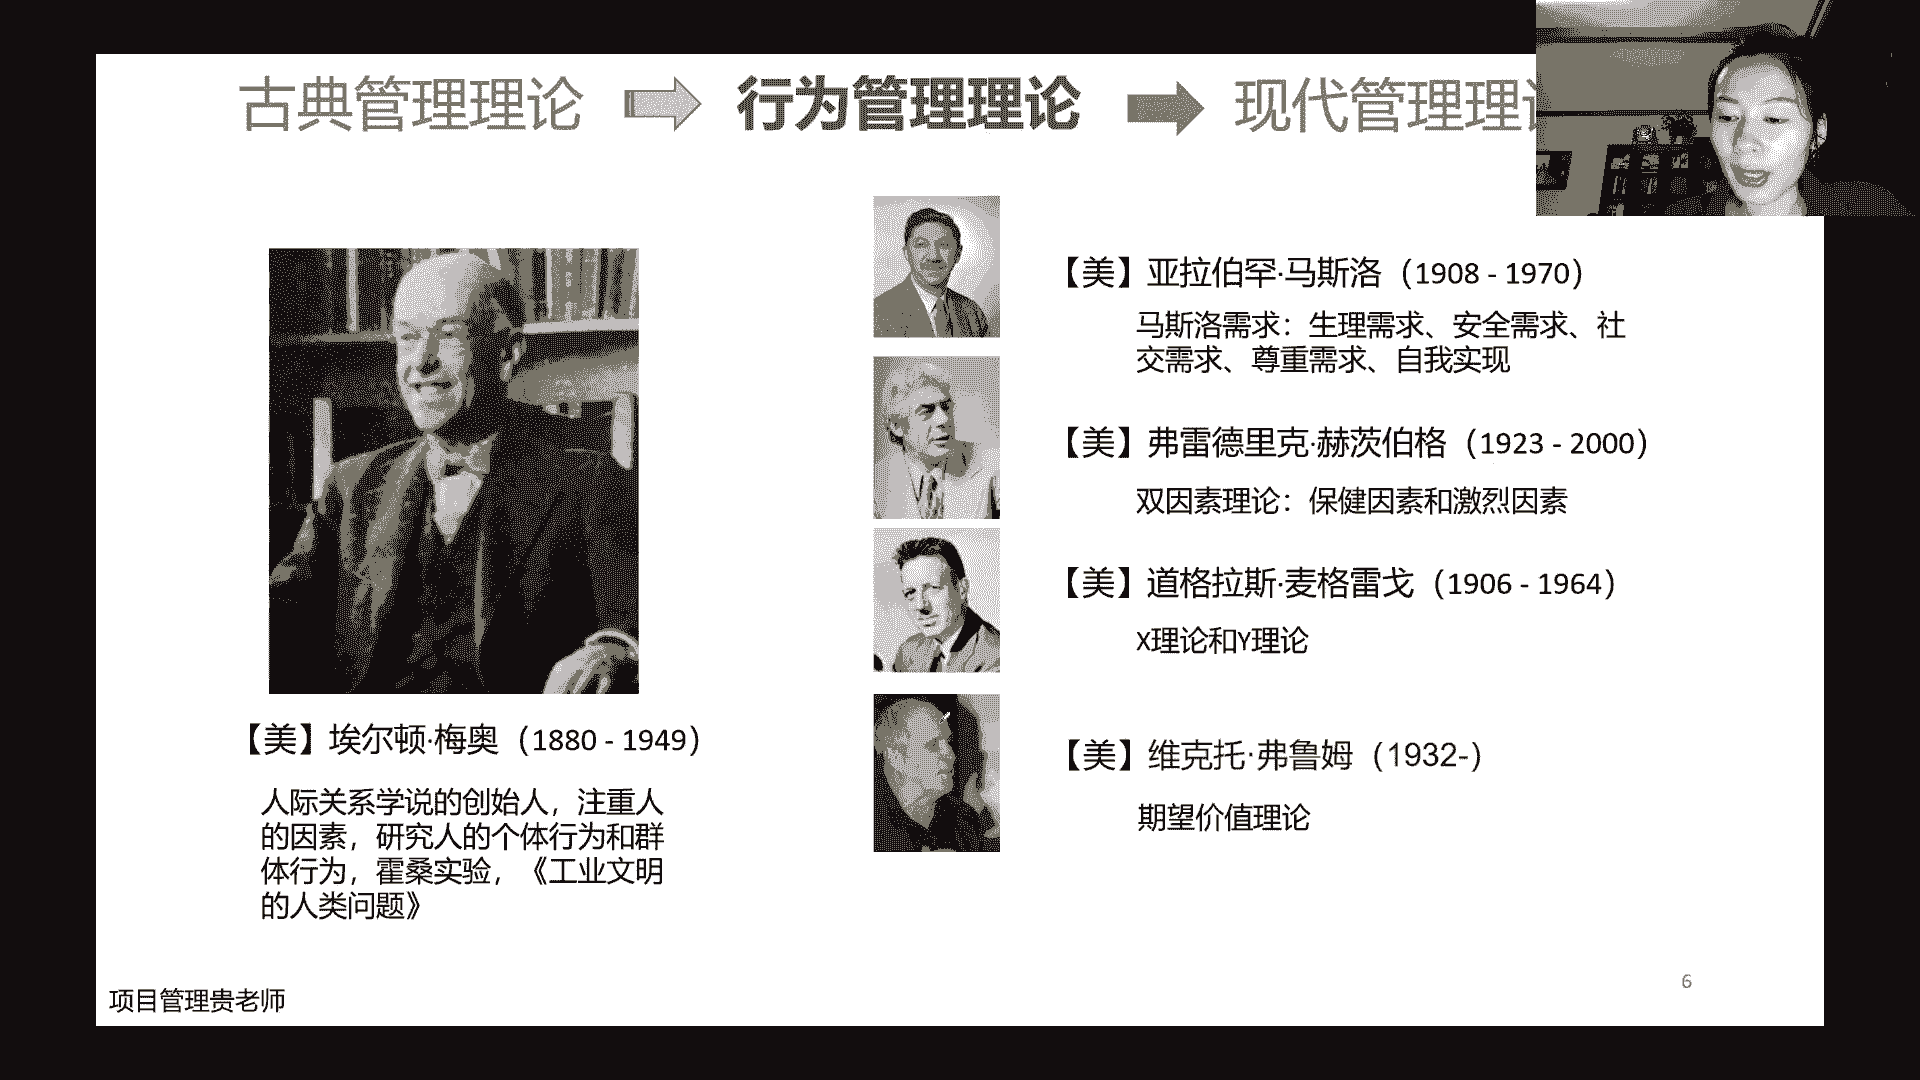 古典管理理论 行为管理理论 现代管理理
【美】亚拉伯罕·马斯洛（1908 - 1970）
马斯洛需求：生理需求、安全需求、社
交需求、尊重需求、自我实现
【美】弗雷德里克·赫茨伯格（1923 - 2000）
双因素理论：保健因素和激烈因素
【美】道格拉斯·麦格雷戈（1906 - 1964）
X理论和Y理论
【美】维克托·弗鲁姆（1932-）
期望价值理论
【美】埃尔顿·梅奥（1880 - 1949）
人际关系学说的创始人，注重人
的因素，研究人的个体行为和群
体行为，霍桑实验，《工业文明
的人类问题》
项目管理贵老师
6